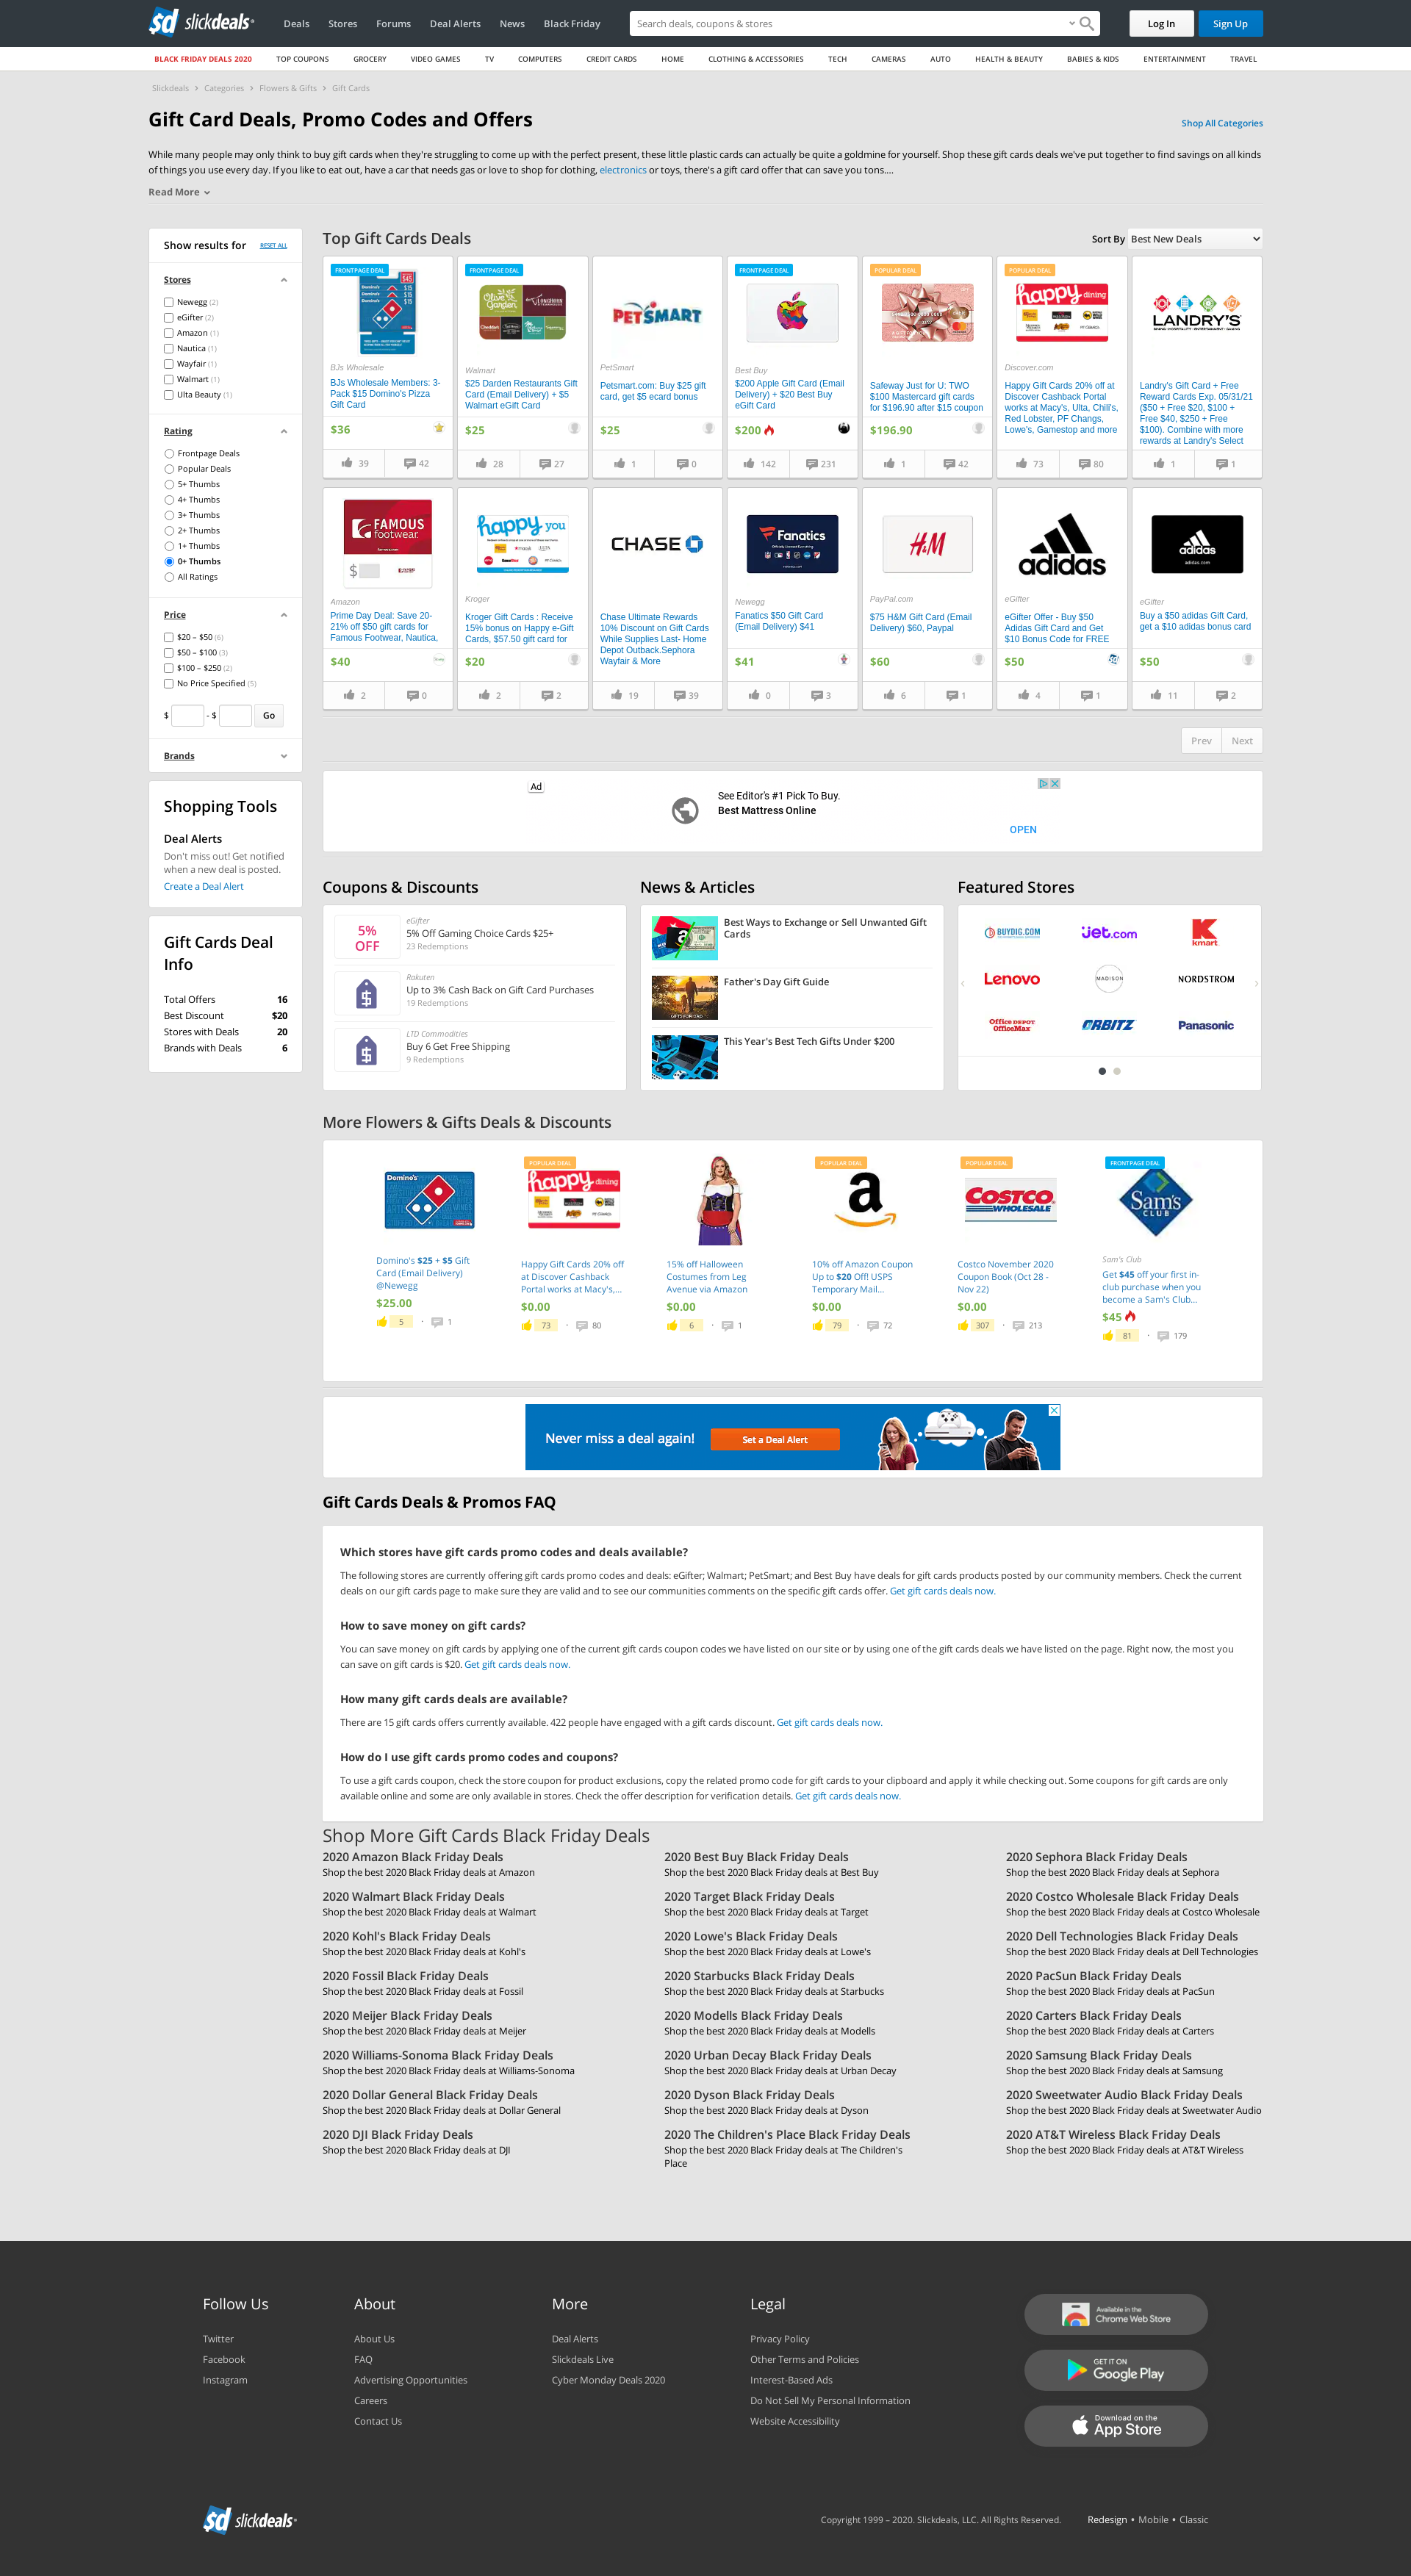 sd slickdeals
Deals Stores Forums Deal Alerts News Black Friday
Search deals, coupons & stores
Log In Sign Up
BLACK FRIDAY DEALS 2020 TOP COUPONS GROCERY VIDEO GAMES TV COMPUTERS CREDIT CARDS HOME CLOTHING & ACCESSORIES TECH CAMERAS AUTO HEALTH & BEAUTY BABIES & KIDS ENTERTAINMENT TRAVEL
Slickdeals > Categories > Flowers & Gifts > Gift Cards
Gift Card Deals, Promo Codes and Offers
Shop All Categories
While many people may only think to buy gift cards when they're struggling to come up with the perfect present, these little plastic cards can actually be quite a goldmine for yourself. Shop these gift cards deals we've put together to find savings on all kinds
of things you use every day. If you like to eat out, have a car that needs gas or love to shop for clothing, electronics or toys, there's a gift card offer that can save you tons....
Read More
Show results for RESET ALL
Stores
Newegg (2)
eGifter (2)
Amazon (1)
Nautica (1)
Wayfair (1)
Walmart (1)
Ulta Beauty (1)
Rating
Frontpage Deals
Popular Deals
5+ Thumbs
4+ Thumbs
3+ Thumbs
2+ Thumbs
1+ Thumbs
0+ Thumbs
All Ratings
Price
$20 – $50 (6)
$50 – $100 (3)
$100 – $250 (2)
No Price Specified (5)
$ - $ Go
Brands
Shopping Tools
Deal Alerts
Don't miss out! Get notified
when a new deal is posted.
Create a Deal Alert
Gift Cards Deal
Info
Total Offers 16
Best Discount $20
Stores with Deals 20
Brands with Deals 6
Top Gift Cards Deals
Sort By Best New Deals
FRONTPAGE DEAL
BJs Wholesale
BJs Wholesale Members: 3-
Pack $15 Domino's Pizza
Gift Card
$36
39 42
FRONTPAGE DEAL
Olive Garden
Walmart
$25 Darden Restaurants Gift
Card (Email Delivery) + $5
Walmart eGift Card
$25
28 27
PETSMART
PetSmart
Petsmart.com: Buy $25 gift
card, get $5 ecard bonus
$25
1 0
FRONTPAGE DEAL
Best Buy
$200 Apple Gift Card (Email
Delivery) + $20 Best Buy
eGift Card
$200
142 231
POPULAR DEAL
Safeway Just for U: TWO
$100 Mastercard gift cards
for $196.90 after $15 coupon
$196.90
1 42
POPULAR DEAL
happy dining
Discover.com
Happy Gift Cards 20% off at
Discover Cashback Portal
works at Macy's, Ulta, Chili's,
Red Lobster, PF Changs,
Lowe's, Gamestop and more
73 80
LANDRY'S
Landry's Gift Card + Free
Reward Cards Exp. 05/31/21
($50 + Free $20, $100 +
Free $40, $250 + Free
$100). Combine with more
rewards at Landry's Select
1 1
FAMOUS
footwear
$
Amazon
Prime Day Deal: Save 20-
21% off $50 gift cards for
Famous Footwear, Nautica,
$40
2 0
happy you
Kroger
Kroger Gift Cards : Receive
15% bonus on Happy e-Gift
Cards, $57.50 gift card for
$20
2 2
CHASE
Chase Ultimate Rewards
10% Discount on Gift Cards
While Supplies Last- Home
Depot Outback.Sephora
Wayfair & More
19 39
Fanatics
Newegg
Fanatics $50 Gift Card
(Email Delivery) $41
$41
0 3
H&M
PayPal.com
$75 H&M Gift Card (Email
Delivery) $60, Paypal
$60
6 1
adidas
eGifter
eGifter Offer - Buy $50
Adidas Gift Card and Get
$10 Bonus Code for FREE
$50
4 1
adidas
adidas.com
eGifter
Buy a $50 adidas Gift Card,
get a $10 adidas bonus card
$50
11 2
Prev Next
Ad
See Editor's #1 Pick To Buy.
Best Mattress Online
OPEN
Coupons & Discounts
5%
OFF
eGifter
5% Off Gaming Choice Cards $25+
23 Redemptions
Rakuten
Up to 3% Cash Back on Gift Card Purchases
19 Redemptions
LTD Commodities
Buy 6 Get Free Shipping
9 Redemptions
News & Articles
Best Ways to Exchange or Sell Unwanted Gift
Cards
GIFTS FOR DAD
Father's Day Gift Guide
This Year's Best Tech Gifts Under $200
Featured Stores
BUYDIG.COM jet.com kmart
Lenovo MADISON NORDSTROM
Office DEPOT
OfficeMax ORBITZ Panasonic
More Flowers & Gifts Deals & Discounts
Domino's
Domino's $25 + $5 Gift
Card (Email Delivery)
@Newegg
$25.00
5 · 1
POPULAR DEAL
happy dining
Happy Gift Cards 20% off
at Discover Cashback
Portal works at Macy's,...
$0.00
73 · 80
15% off Halloween
Costumes from Leg
Avenue via Amazon
$0.00
6 · 1
POPULAR DEAL
10% off Amazon Coupon
Up to $20 Off! USPS
Temporary Mail...
$0.00
79 · 72
POPULAR DEAL
COSTCO
WHOLESALE
Costco November 2020
Coupon Book (Oct 28 -
Nov 22)
$0.00
307 · 213
FRONTPAGE DEAL
Sam's
CLUB
Sam's Club
Get $45 off your first in-
club purchase when you
become a Sam's Club...
$45
81 · 179
Never miss a deal again! Set a Deal Alert
Gift Cards Deals & Promos FAQ
Which stores have gift cards promo codes and deals available?
The following stores are currently offering gift cards promo codes and deals: eGifter; Walmart; PetSmart; and Best Buy have deals for gift cards products posted by our community members. Check the current
deals on our gift cards page to make sure they are valid and to see our communities comments on the specific gift cards offer. Get gift cards deals now.
How to save money on gift cards?
You can save money on gift cards by applying one of the current gift cards coupon codes we have listed on our site or by using one of the gift cards deals we have listed on the page. Right now, the most you
can save on gift cards is $20. Get gift cards deals now.
How many gift cards deals are available?
There are 15 gift cards offers currently available. 422 people have engaged with a gift cards discount. Get gift cards deals now.
How do I use gift cards promo codes and coupons?
To use a gift cards coupon, check the store coupon for product exclusions, copy the related promo code for gift cards to your clipboard and apply it while checking out. Some coupons for gift cards are only
available online and some are only available in stores. Check the offer description for verification details. Get gift cards deals now.
Shop More Gift Cards Black Friday Deals
2020 Amazon Black Friday Deals
Shop the best 2020 Black Friday deals at Amazon
2020 Best Buy Black Friday Deals
Shop the best 2020 Black Friday deals at Best Buy
2020 Sephora Black Friday Deals
Shop the best 2020 Black Friday deals at Sephora
2020 Walmart Black Friday Deals
Shop the best 2020 Black Friday deals at Walmart
2020 Target Black Friday Deals
Shop the best 2020 Black Friday deals at Target
2020 Costco Wholesale Black Friday Deals
Shop the best 2020 Black Friday deals at Costco Wholesale
2020 Kohl's Black Friday Deals
Shop the best 2020 Black Friday deals at Kohl's
2020 Lowe's Black Friday Deals
Shop the best 2020 Black Friday deals at Lowe's
2020 Dell Technologies Black Friday Deals
Shop the best 2020 Black Friday deals at Dell Technologies
2020 Fossil Black Friday Deals
Shop the best 2020 Black Friday deals at Fossil
2020 Starbucks Black Friday Deals
Shop the best 2020 Black Friday deals at Starbucks
2020 PacSun Black Friday Deals
Shop the best 2020 Black Friday deals at PacSun
2020 Meijer Black Friday Deals
Shop the best 2020 Black Friday deals at Meijer
2020 Modells Black Friday Deals
Shop the best 2020 Black Friday deals at Modells
2020 Carters Black Friday Deals
Shop the best 2020 Black Friday deals at Carters
2020 Williams-Sonoma Black Friday Deals
Shop the best 2020 Black Friday deals at Williams-Sonoma
2020 Urban Decay Black Friday Deals
Shop the best 2020 Black Friday deals at Urban Decay
2020 Samsung Black Friday Deals
Shop the best 2020 Black Friday deals at Samsung
2020 Dollar General Black Friday Deals
Shop the best 2020 Black Friday deals at Dollar General
2020 Dyson Black Friday Deals
Shop the best 2020 Black Friday deals at Dyson
2020 Sweetwater Audio Black Friday Deals
Shop the best 2020 Black Friday deals at Sweetwater Audio
2020 DJI Black Friday Deals
Shop the best 2020 Black Friday deals at DJI
2020 The Children's Place Black Friday Deals
Shop the best 2020 Black Friday deals at The Children's
Place
2020 AT&T Wireless Black Friday Deals
Shop the best 2020 Black Friday deals at AT&T Wireless
Follow Us
Twitter
Facebook
Instagram
About
About Us
FAQ
Advertising Opportunities
Careers
Contact Us
More
Deal Alerts
Slickdeals Live
Cyber Monday Deals 2020
Legal
Privacy Policy
Other Terms and Policies
Interest-Based Ads
Do Not Sell My Personal Information
Website Accessibility
Available in the
Chrome Web Store
GET IT ON
Google Play
Download on the
App Store
sd slickdeals
Copyright 1999 – 2020. Slickdeals, LLC. All Rights Reserved. Redesign • Mobile • Classic